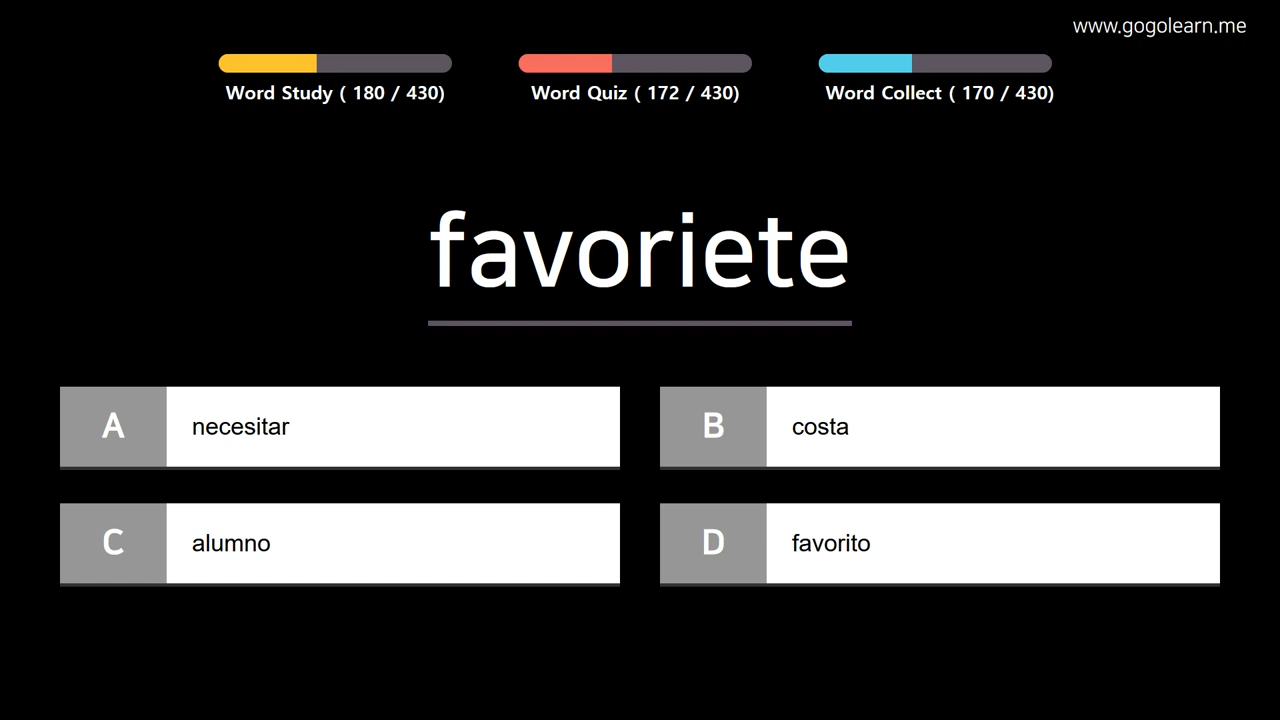 www.gogolearn.me
Word Study ( 180 / 430)
Word Quiz ( 172 / 430)
Word Collect ( 170 / 430)
favoriete
A necesitar
B costa
C alumno
D favorito